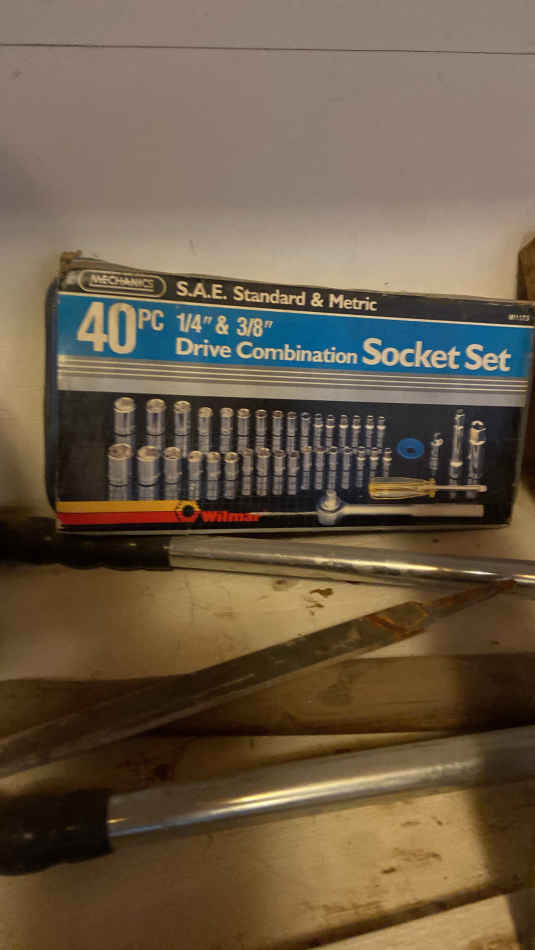 MECHANICS
S.A.E. Standard & Metric
40PC 1/4" & 3/8"
Drive Combination Socket Set
Wilmar